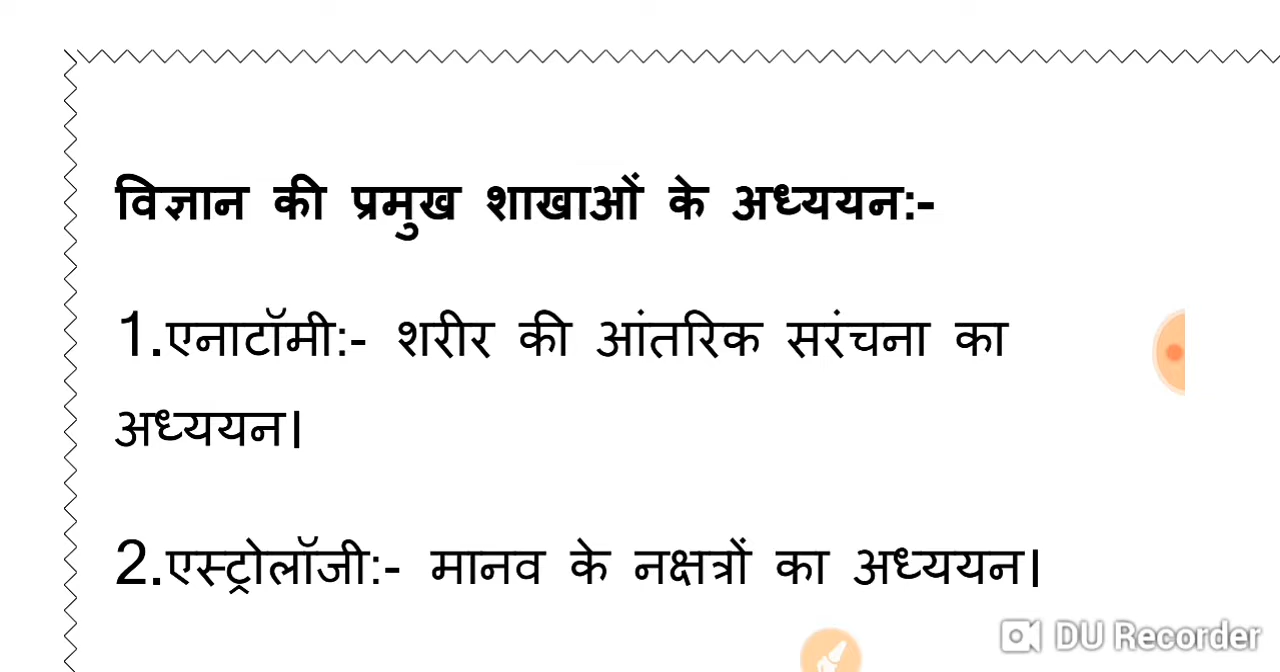 विज्ञान की प्रमुख शाखाओं के अध्ययन:-
1.एनाटॉमी:- शरीर की आंतरिक सरंचना का
अध्ययन।
2.एस्ट्रोलॉजी:- मानव के नक्षत्रों का अध्ययन।
DU Recorder